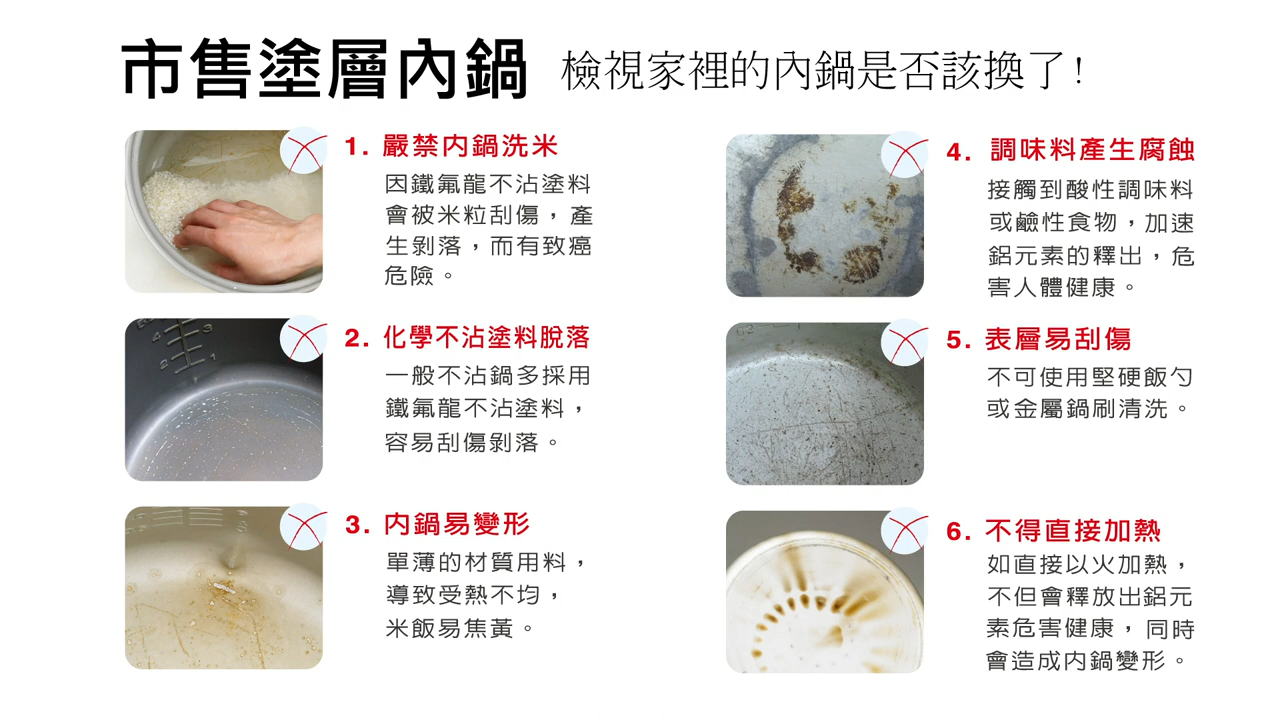 市售塗層內鍋 檢視家裡的內鍋是否該換了!
1. 嚴禁內鍋洗米
因鐵氟龍不沾塗料
會被米粒刮傷，產
生剝落，而有致癌
危險。
2. 化學不沾塗料脫落
一般不沾鍋多採用
鐵氟龍不沾塗料，
容易刮傷剝落。
3. 內鍋易變形
單薄的材質用料，
導致受熱不均，
米飯易焦黃。
4. 調味料產生腐蝕
接觸到酸性調味料
或鹼性食物，加速
鋁元素的釋出，危
害人體健康。
5. 表層易刮傷
不可使用堅硬飯勺
或金屬鍋刷清洗。
6. 不得直接加熱
如直接以火加熱，
不但會釋放出鋁元
素危害健康，同時
會造成內鍋變形。